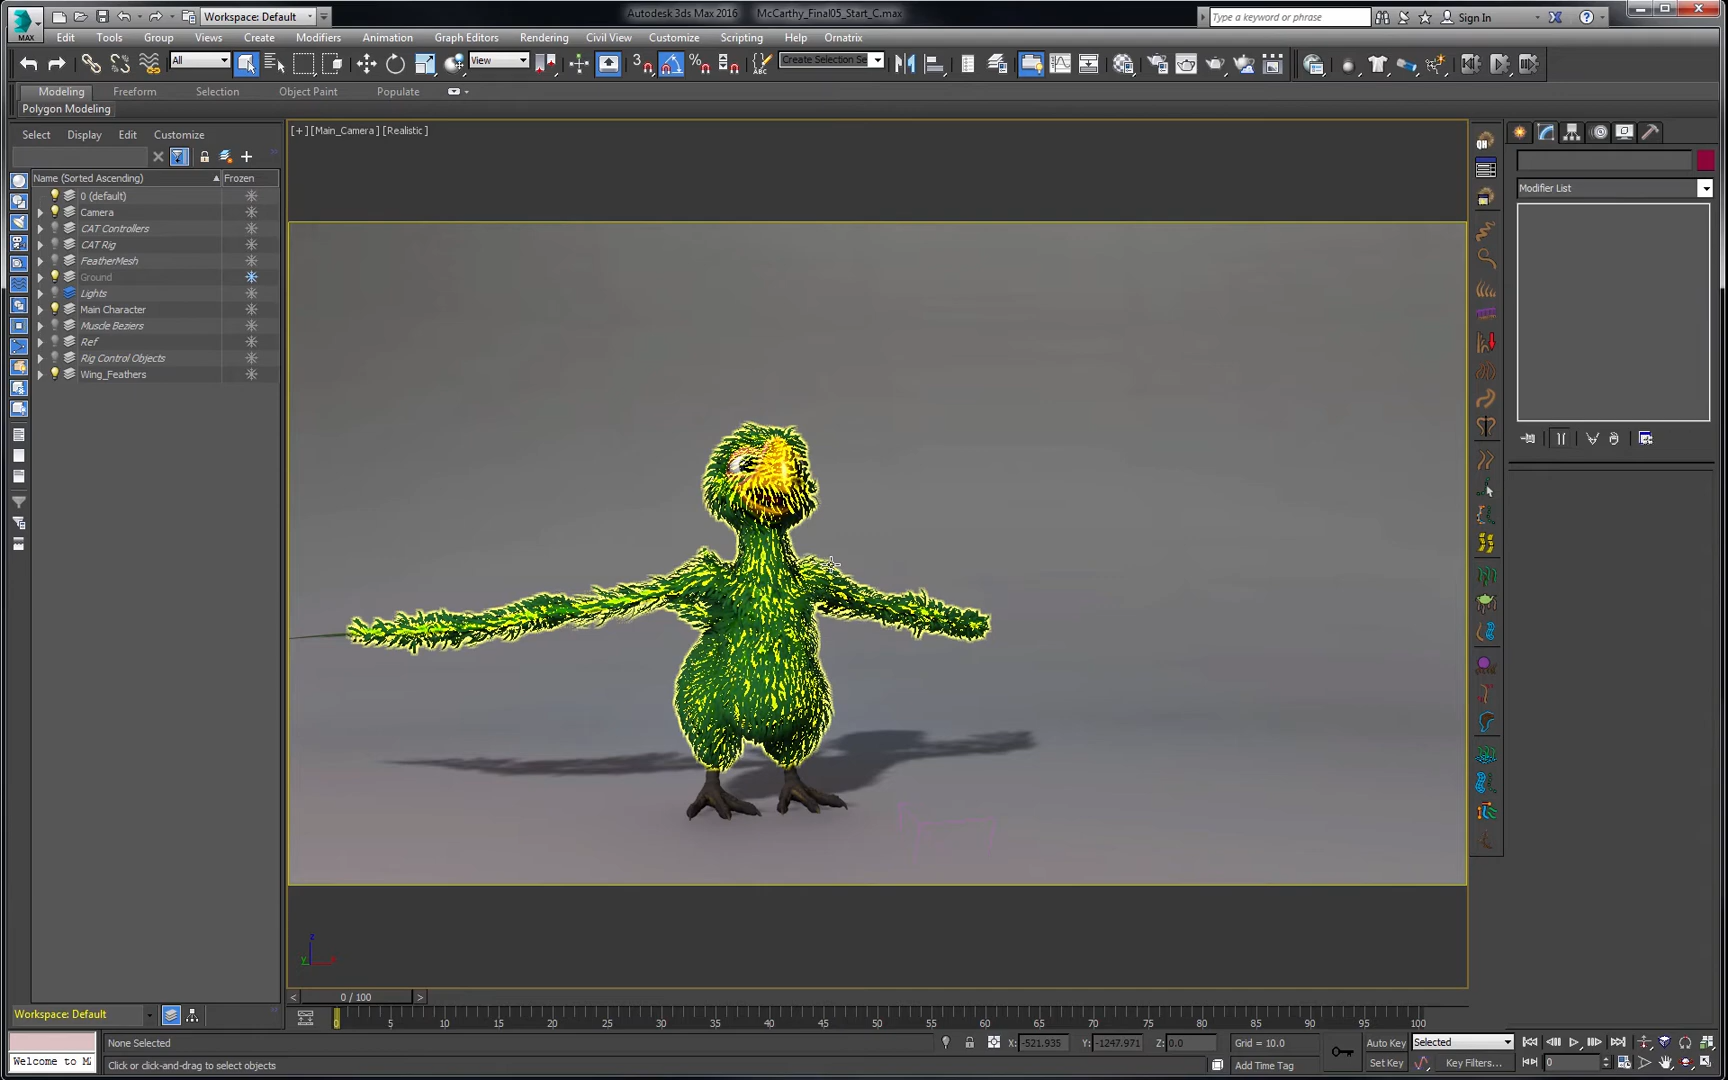 Workspace: Default
Autodesk 3ds Max 2016 McCarthy_Final05_Start_C.max
Type a keyword or phrase
Sign In
MAX
Edit Tools Group Views Create Modifiers Animation Graph Editors Rendering Civil View Customize Scripting Help Ornatrix
All
View
3
Create Selection Se
Modeling Freeform Selection Object Paint Populate
Polygon Modeling
Select Display Edit Customize
[+] [Main_Camera ] [Realistic ]
Name (Sorted Ascending) Frozen
0 (default)
Camera
CAT Controllers
CAT Rig
FeatherMesh
Ground
Lights
Main Character
Muscle Beziers
Ref
Rig Control Objects
Wing_Feathers
QH
Modifier List
z
y
x
< 0 / 100 >
Workspace: Default
0 5 10 15 20 25 30 35 40 45 50 55 60 65 70 75 80 85 90 95 100
None Selected
X: -521.935 Y: -1247.971 Z: 0.0 Grid = 10.0
Auto Key Selected
Welcome to M
Click or click-and-drag to select objects
Add Time Tag
Set Key Key Filters...
0